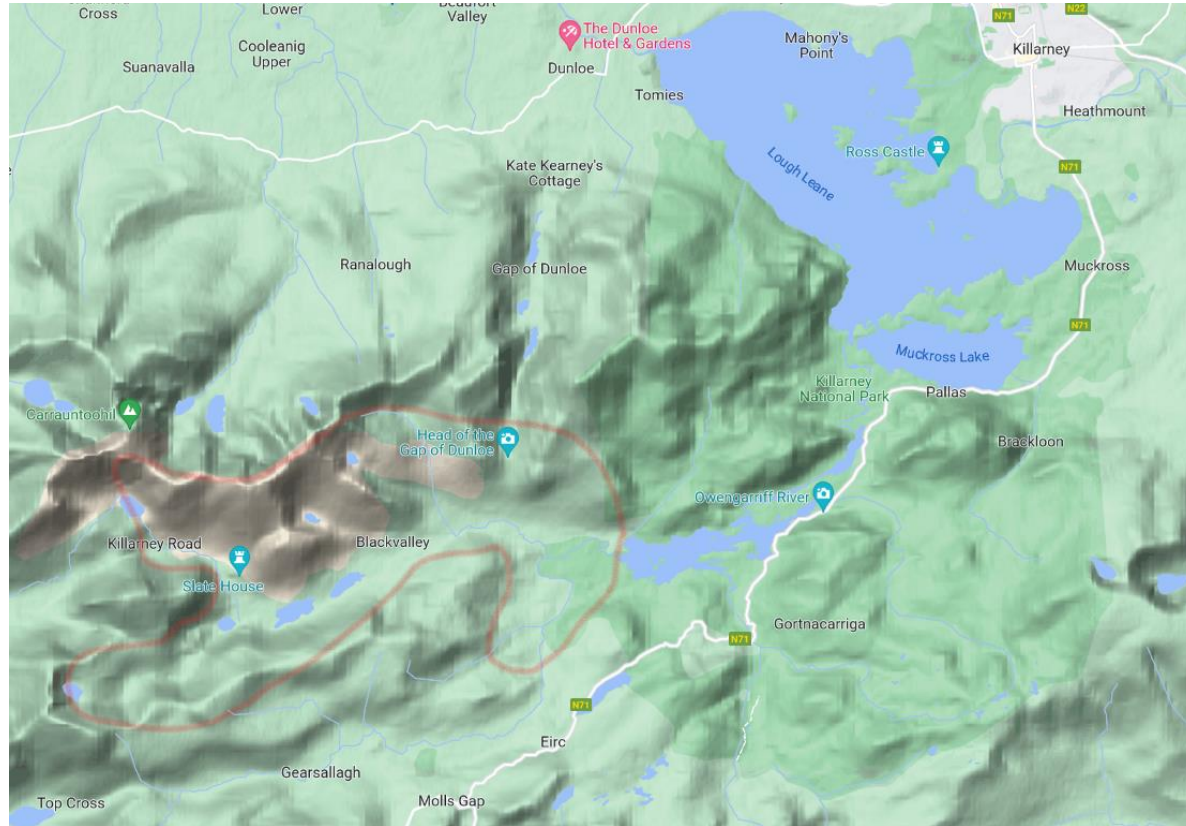 Cross
Lower
Beaufort
Valley
The Dunloe
Hotel & Gardens
Mahony's
Point
N71
N22
Killarney
Cooleanig
Upper
Suanavalla
Dunloe
Tomies
Heathmount
Kate Kearney's
Cottage
Ross Castle
Lough Leane
N71
Ranalough
Gap of Dunloe
Muckross
N71
Muckross Lake
Killarney
National Park
Pallas
Carrauntoohil
Head of the
Gap of Dunloe
Brackloon
Owengarriff River
Killarney Road
Blackvalley
Slate House
Gortnacarriga
N71
N71
Eirc
Gearsallagh
Top Cross
Molls Gap